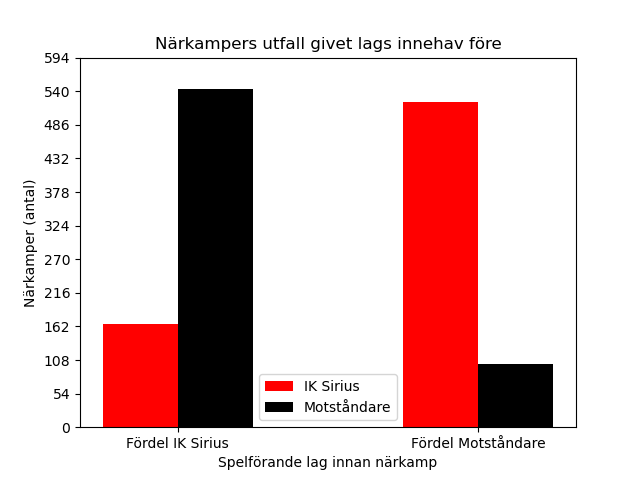 Närkampers utfall givet lags innehav före
594
540
486
432
378
324
270
216
162
108
54
0
Närkamper (antal)
IK Sirius
Motståndare
Fördel IK Sirius
Fördel Motståndare
Spelförande lag innan närkamp